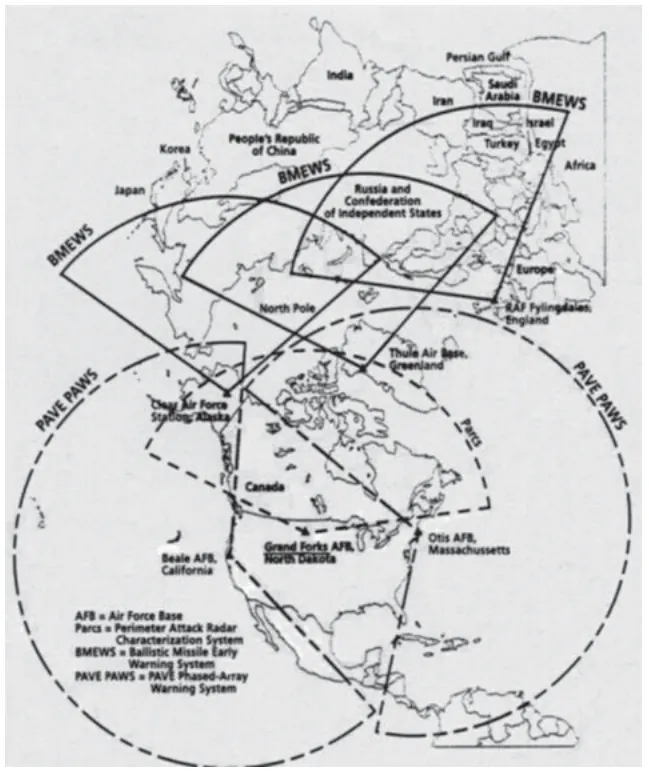 India
Persian Gulf
Saudi
Arabia
BMEWS
Iran
Iraq
Israel
Turkey
Egypt
Africa
People's Republic
of China
Korea
BMEWS
Japan
Russia and
Confederation
of Independent States
BMEWS
Europe
North Pole
RAF Fylingdales,
England
Thule Air Base,
Greenland
PAVE PAWS
PAVE PAWS
Clear Air Force
Station, Alaska
Parcs
Canada
Grand Forks AFB,
North Dakota
Otis AFB,
Massachussetts
Beale AFB,
California
AFB = Air Force Base
Parcs = Perimeter Attack Radar
Characterization System
BMEWS = Ballistic Missile Early
Warning System
PAVE PAWS = PAVE Phased-Array
Warning System